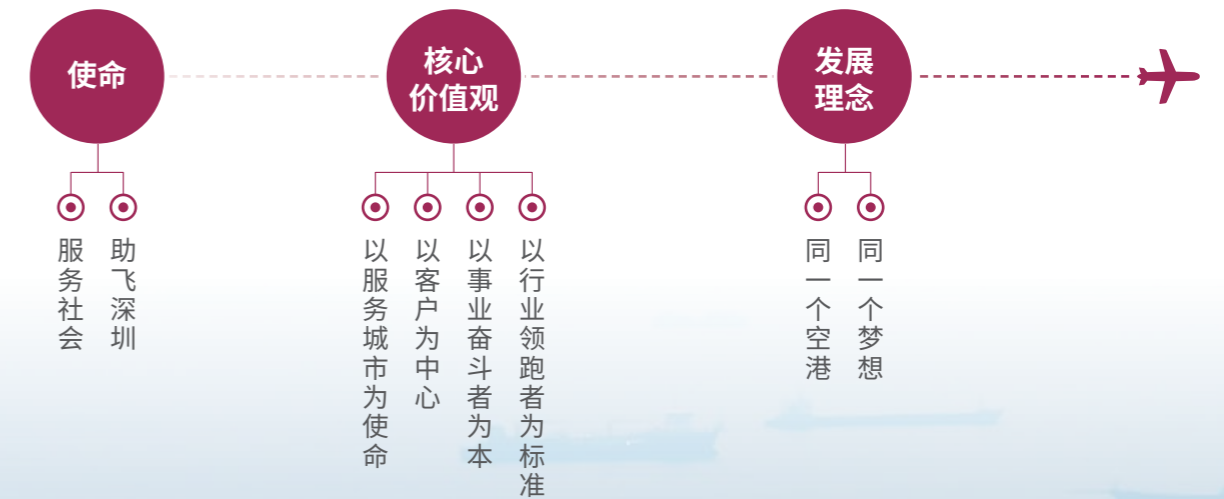 使命
服务社会
助飞深圳
核心
价值观
以服务城市为使命
以客户为中心
以事业奋斗者为本
以行业领跑者为标准
发展
理念
同一个空港
同一个梦想